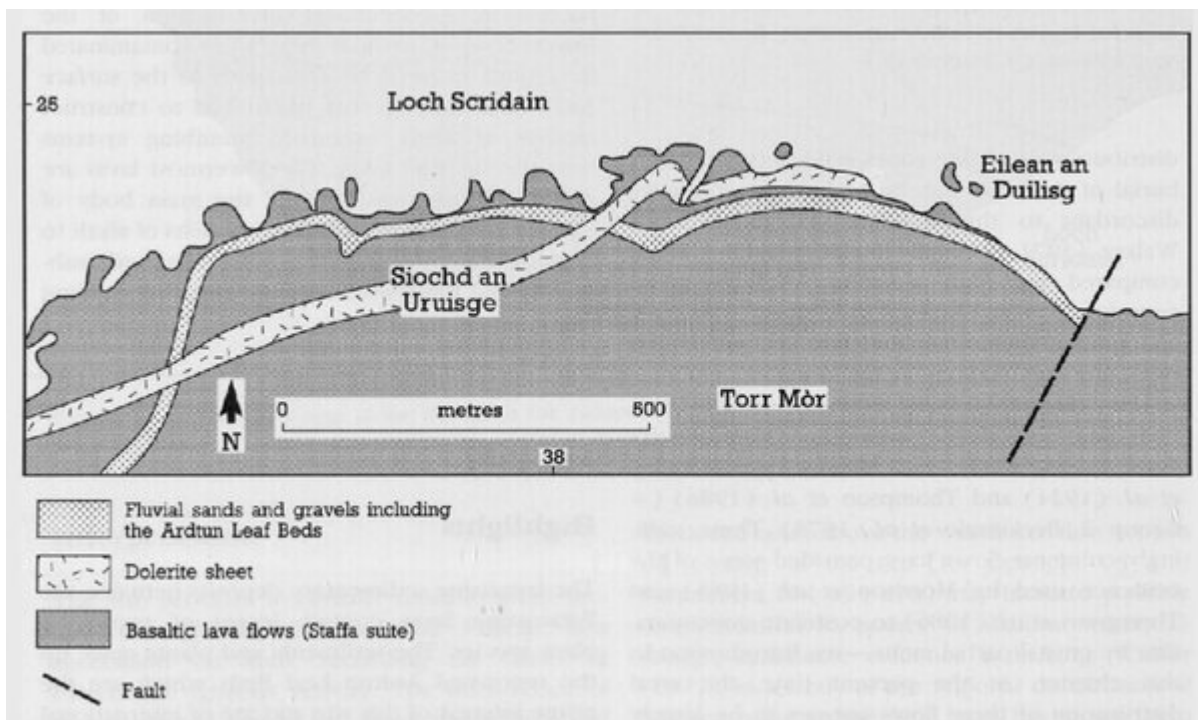 25
Loch Scridain
Eilean an
Duilisg
Siochd an
Uruisge
Torr Mòr
0 metres 500
N
38
Fluvial sands and gravels including
the Ardtun Leaf Beds
Dolerite sheet
Basaltic lava flows (Staffa suite)
Fault